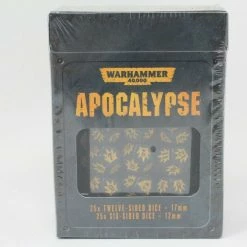 WARHAMMER
40,000
APOCALYPSE
25x TWELVE-SIDED DICE - 17mm
25x SIX-SIDED DICE - 12mm